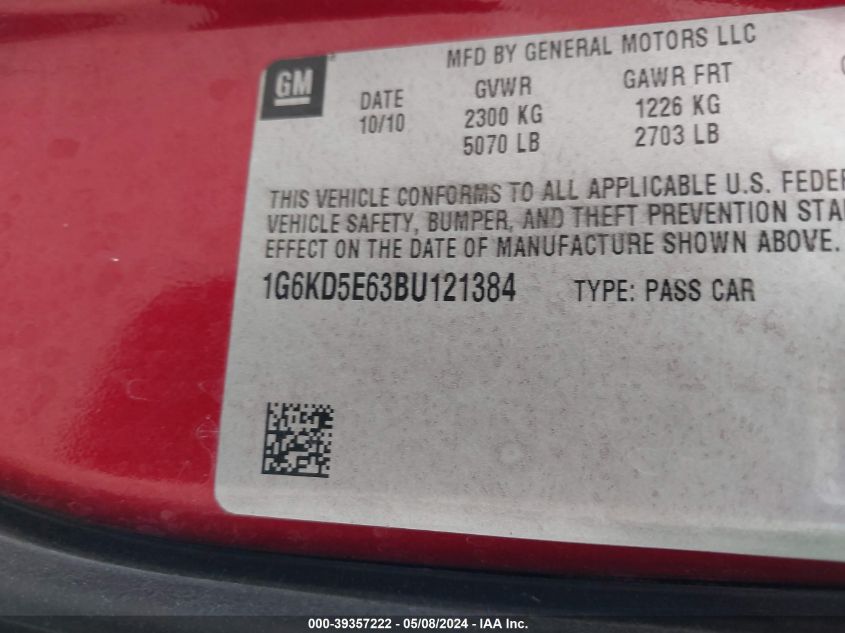 GM
MFD BY GENERAL MOTORS LLC
DATE GVWR GAWR FRT
10/10 2300 KG 1226 KG
5070 LB 2703 LB
THIS VEHICLE CONFORMS TO ALL APPLICABLE U.S. FEDER
VEHICLE SAFETY, BUMPER, AND THEFT PREVENTION STA
EFFECT ON THE DATE OF MANUFACTURE SHOWN ABOVE.
1G6KD5E63BU121384 TYPE: PASS CAR
000-39357222 - 05/08/2024 - IAA Inc.